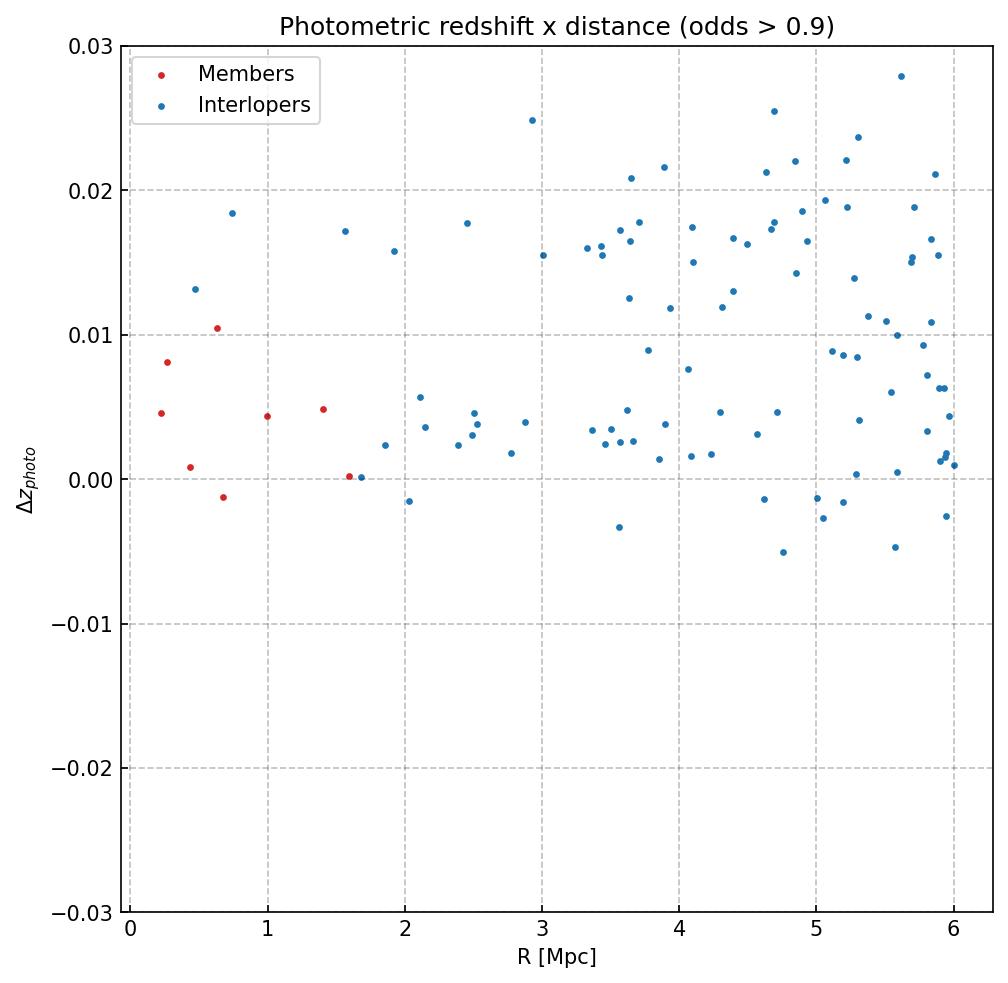 Photometric redshift x distance (odds > 0.9)
Members
Interlopers
0.03
0.02
0.01
0.00
−0.01
−0.02
−0.03
Δz_photo
0 1 2 3 4 5 6
R [Mpc]